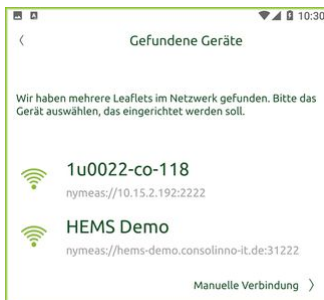 10:30
Gefundene Geräte
Wir haben mehrere Leaflets im Netzwerk gefunden. Bitte das
Gerät auswählen, das eingerichtet werden soll.
1u0022-co-118
nymeas://10.15.2.192:2222
HEMS Demo
nymeas://hems-demo.consolinno-it.de:31222
Manuelle Verbindung